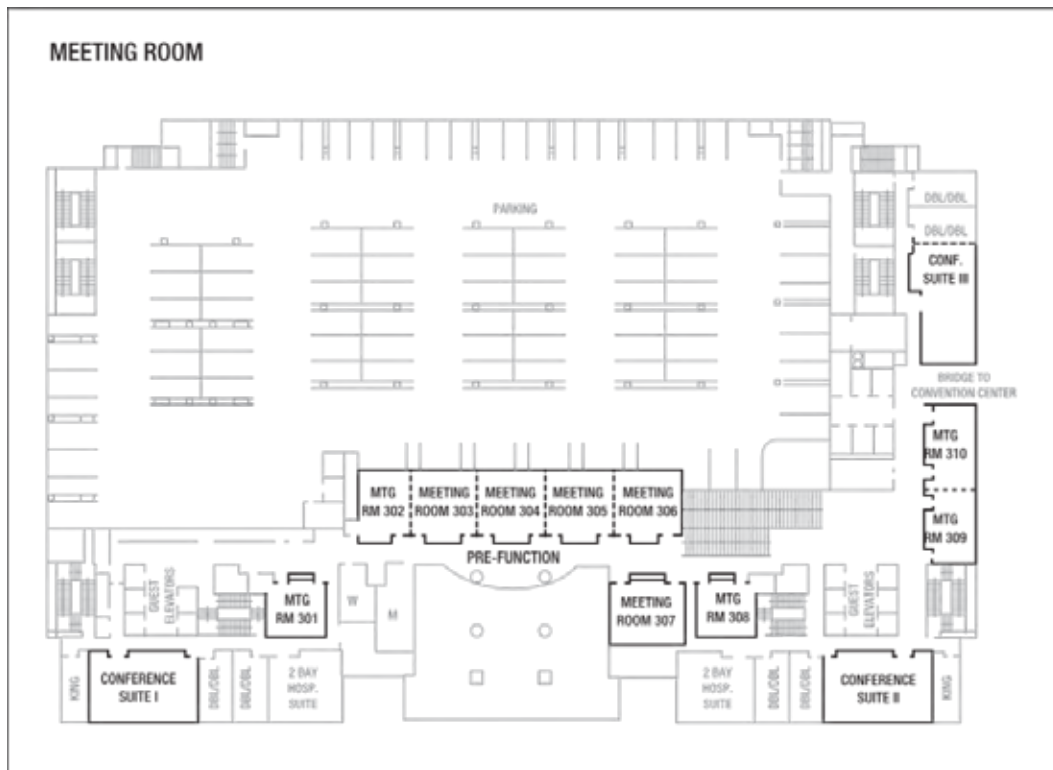 MEETING ROOM
PARKING
DBL/DBL
DBL/DBL
CONF.
SUITE III
BRIDGE TO
CONVENTION CENTER
MTG
RM 310
MTG
RM 309
MTG
RM 302
MEETING
ROOM 303
MEETING
ROOM 304
MEETING
ROOM 305
MEETING
ROOM 306
PRE-FUNCTION
GUEST
ELEVATORS
MTG
RM 301
W
M
MEETING
ROOM 307
MTG
RM 308
GUEST
ELEVATORS
KING
CONFERENCE
SUITE I
DBL/DBL
DBL/DBL
2 BAY
HOSP.
SUITE
2 BAY
HOSP.
SUITE
DBL/DBL
DBL/DBL
CONFERENCE
SUITE II
KING